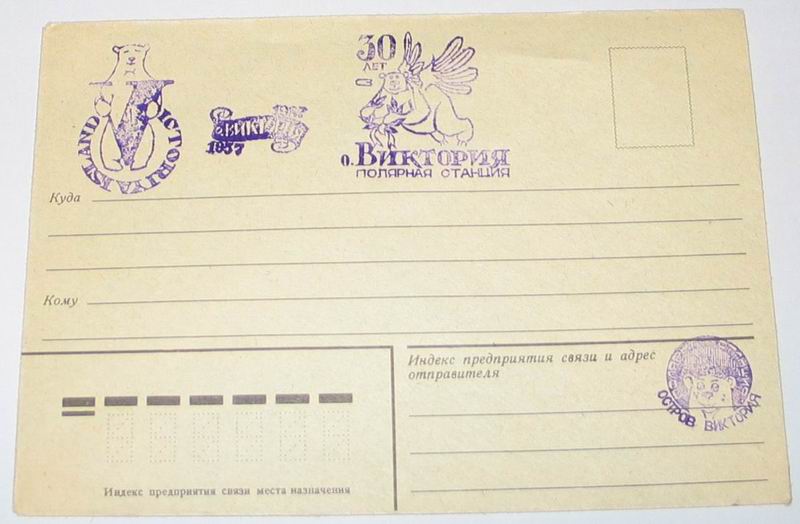 VICTORIYA ISLAND
о. ВИКТОРИЯ
1957
30
ЛЕТ
о. ВИКТОРИЯ
ПОЛЯРНАЯ СТАНЦИЯ
Куда
Кому
Индекс предприятия связи и адрес
отправителя
ОСТРОВ ВИКТОРИЯ
Индекс предприятия связи места назначения